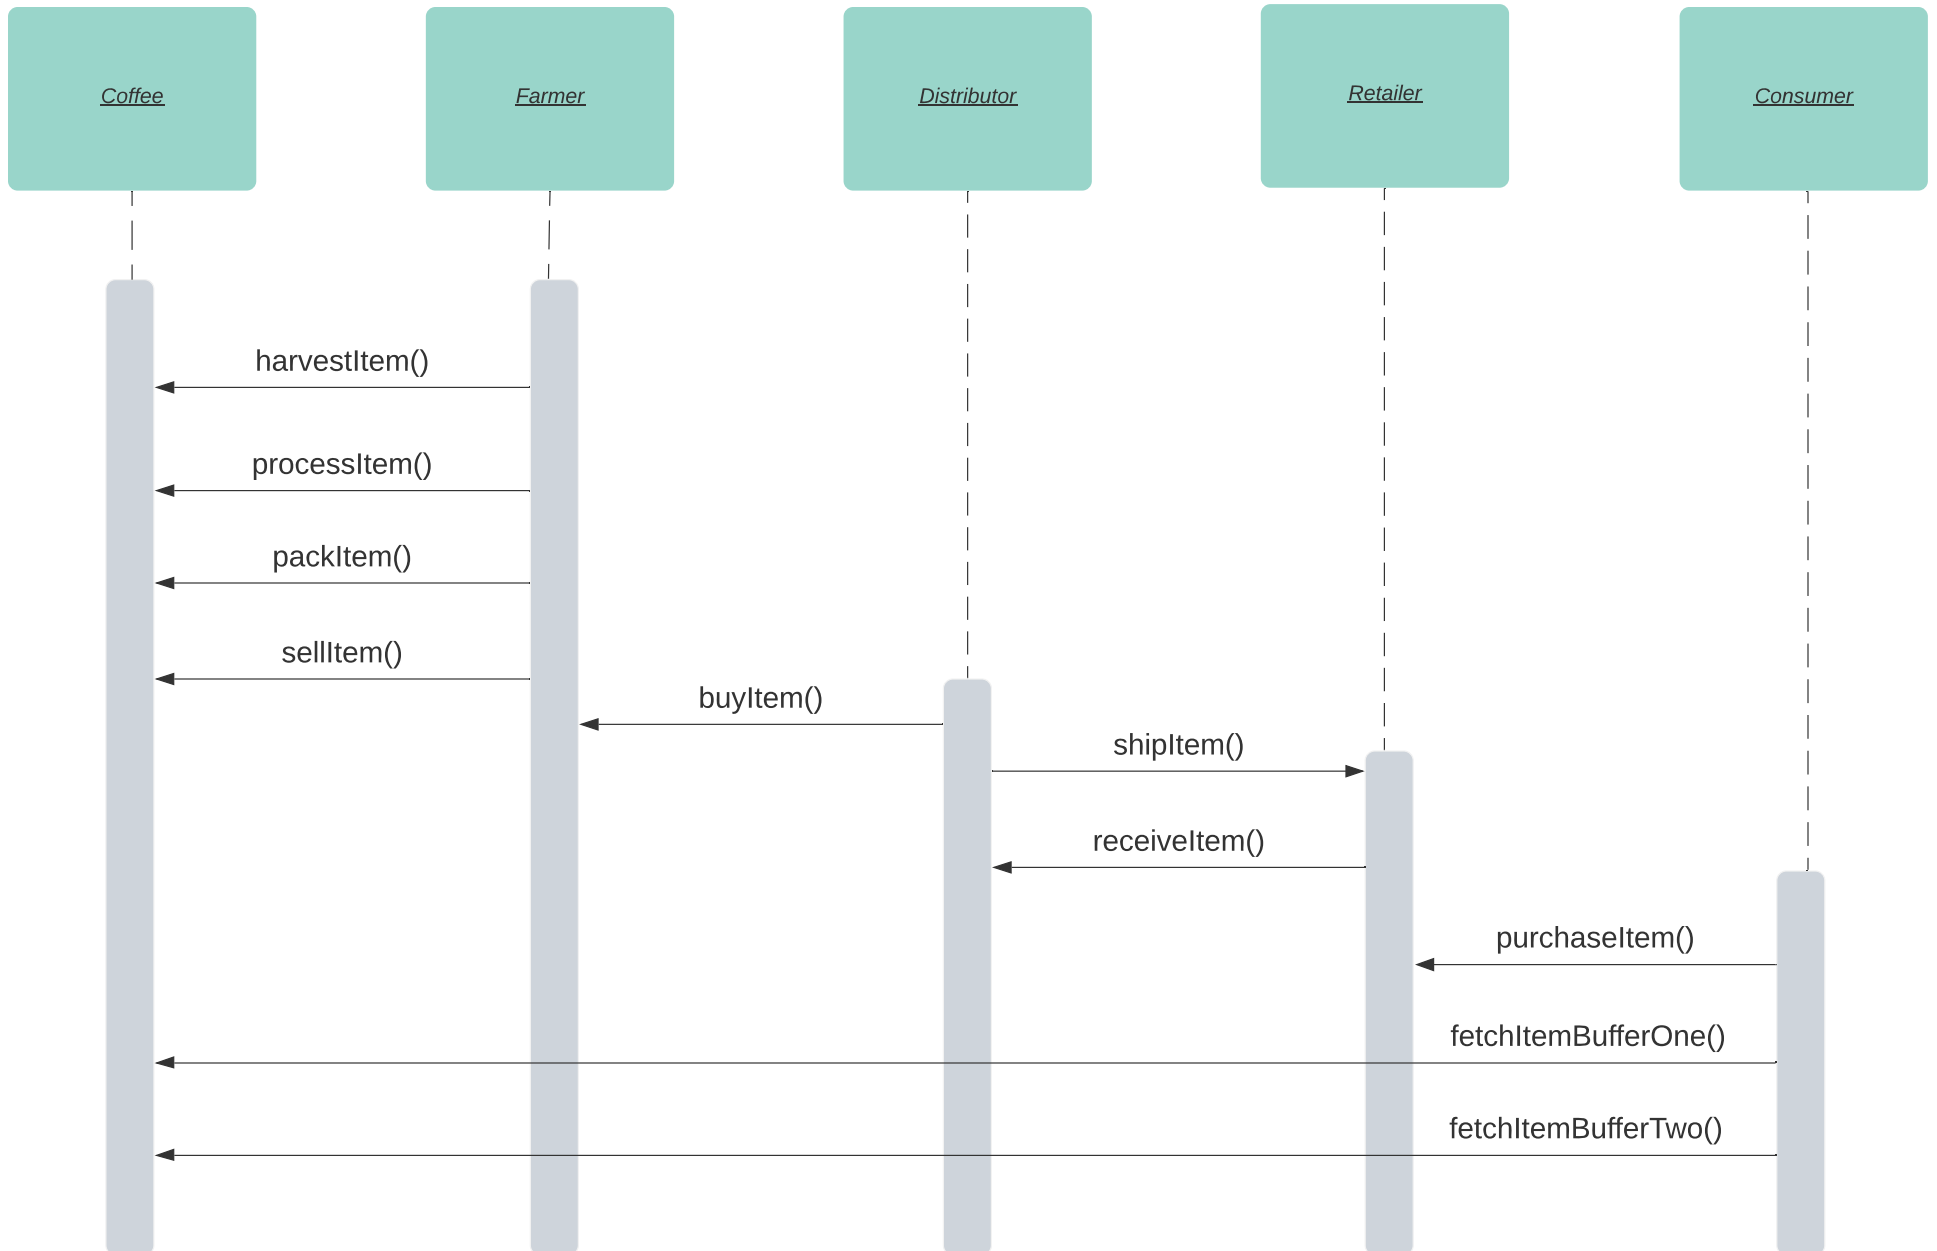 Coffee
Farmer
Distributor
Retailer
Consumer
harvestItem()
processItem()
packItem()
sellItem()
buyItem()
shipItem()
receiveItem()
purchaseItem()
fetchItemBufferOne()
fetchItemBufferTwo()